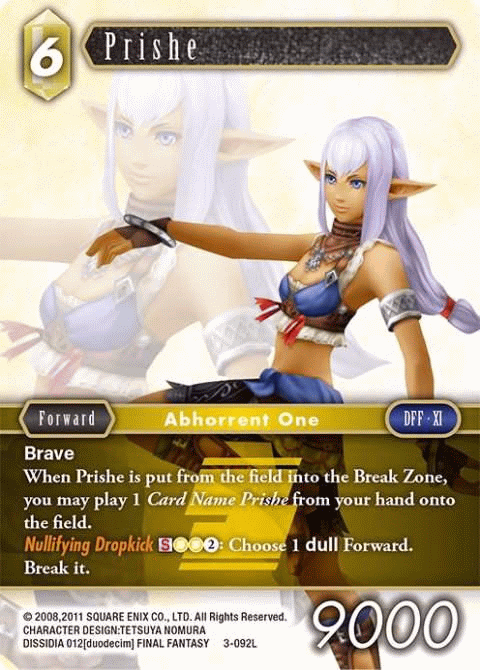 6
Prishe
Forward
Abhorrent One
DFF・XI
Brave
When Prishe is put from the field into the Break Zone,
you may play 1 Card Name Prishe from your hand onto
the field.
Nullifying Dropkick S 2: Choose 1 dull Forward.
Break it.
© 2008,2011 SQUARE ENIX CO., LTD. All Rights Reserved.
CHARACTER DESIGN:TETSUYA NOMURA
DISSIDIA 012[duodecim] FINAL FANTASY 3-092L
9000